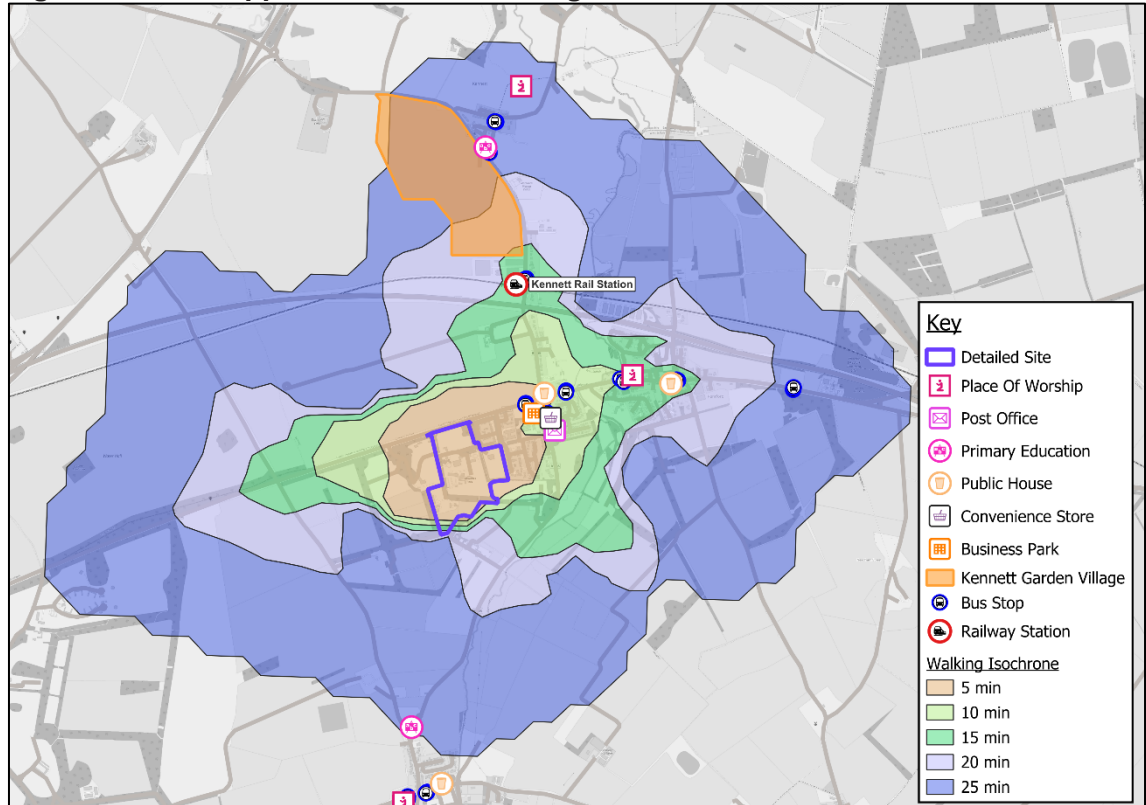 Kennett Rail Station
Key
Detailed Site
Place Of Worship
Post Office
Primary Education
Public House
Convenience Store
Business Park
Kennett Garden Village
Bus Stop
Railway Station
Walking Isochrone
5 min
10 min
15 min
20 min
25 min